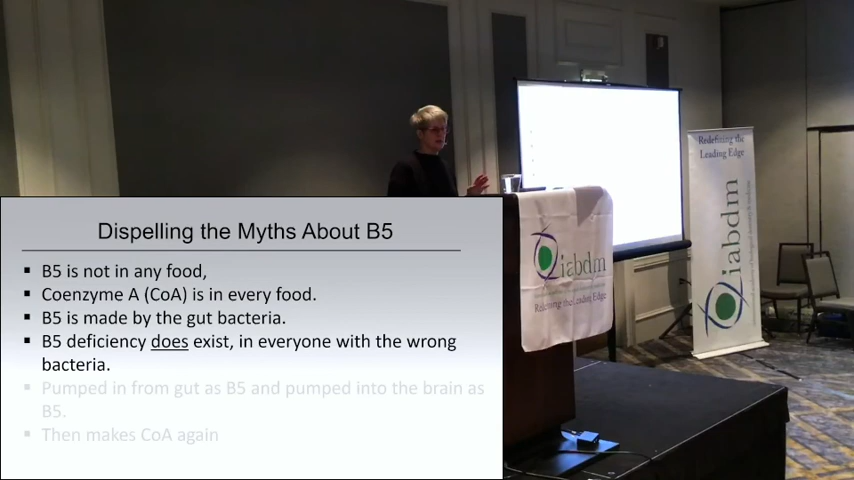 Dispelling the Myths About B5
▪ B5 is not in any food,
▪ Coenzyme A (CoA) is in every food.
▪ B5 is made by the gut bacteria.
▪ B5 deficiency does exist, in everyone with the wrong
bacteria.
▪ Pumped in from gut as B5 and pumped into the brain as
B5.
▪ Then makes CoA again
iabdm
Redefining the Leading Edge
Redefining the
Leading Edge
iabdm